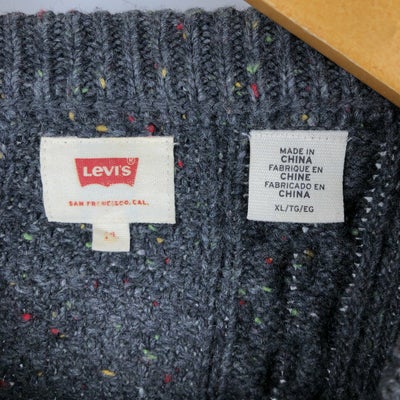 LEVI'S
®
SAN FRANCISCO, CAL.
MADE IN
CHINA
FABRIQUE EN
CHINE
FABRICADO EN
CHINA
XL/TG/EG